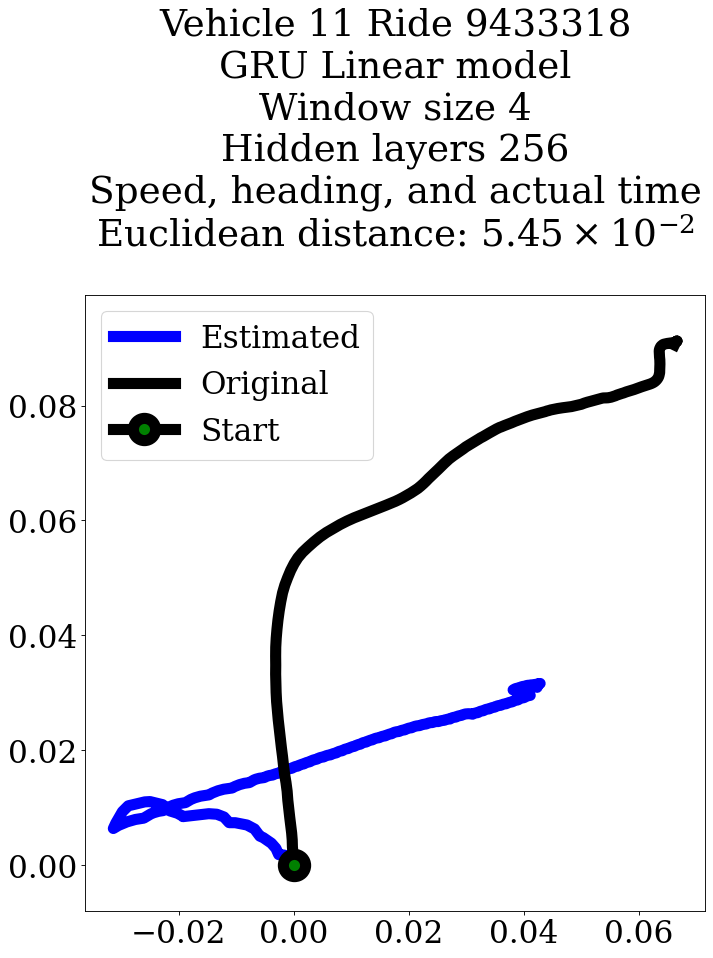 Vehicle 11 Ride 9433318
GRU Linear model
Window size 4
Hidden layers 256
Speed, heading, and actual time
Euclidean distance: 5.45 × 10⁻²
Estimated
Original
Start
0.08
0.06
0.04
0.02
0.00
−0.02 0.00 0.02 0.04 0.06